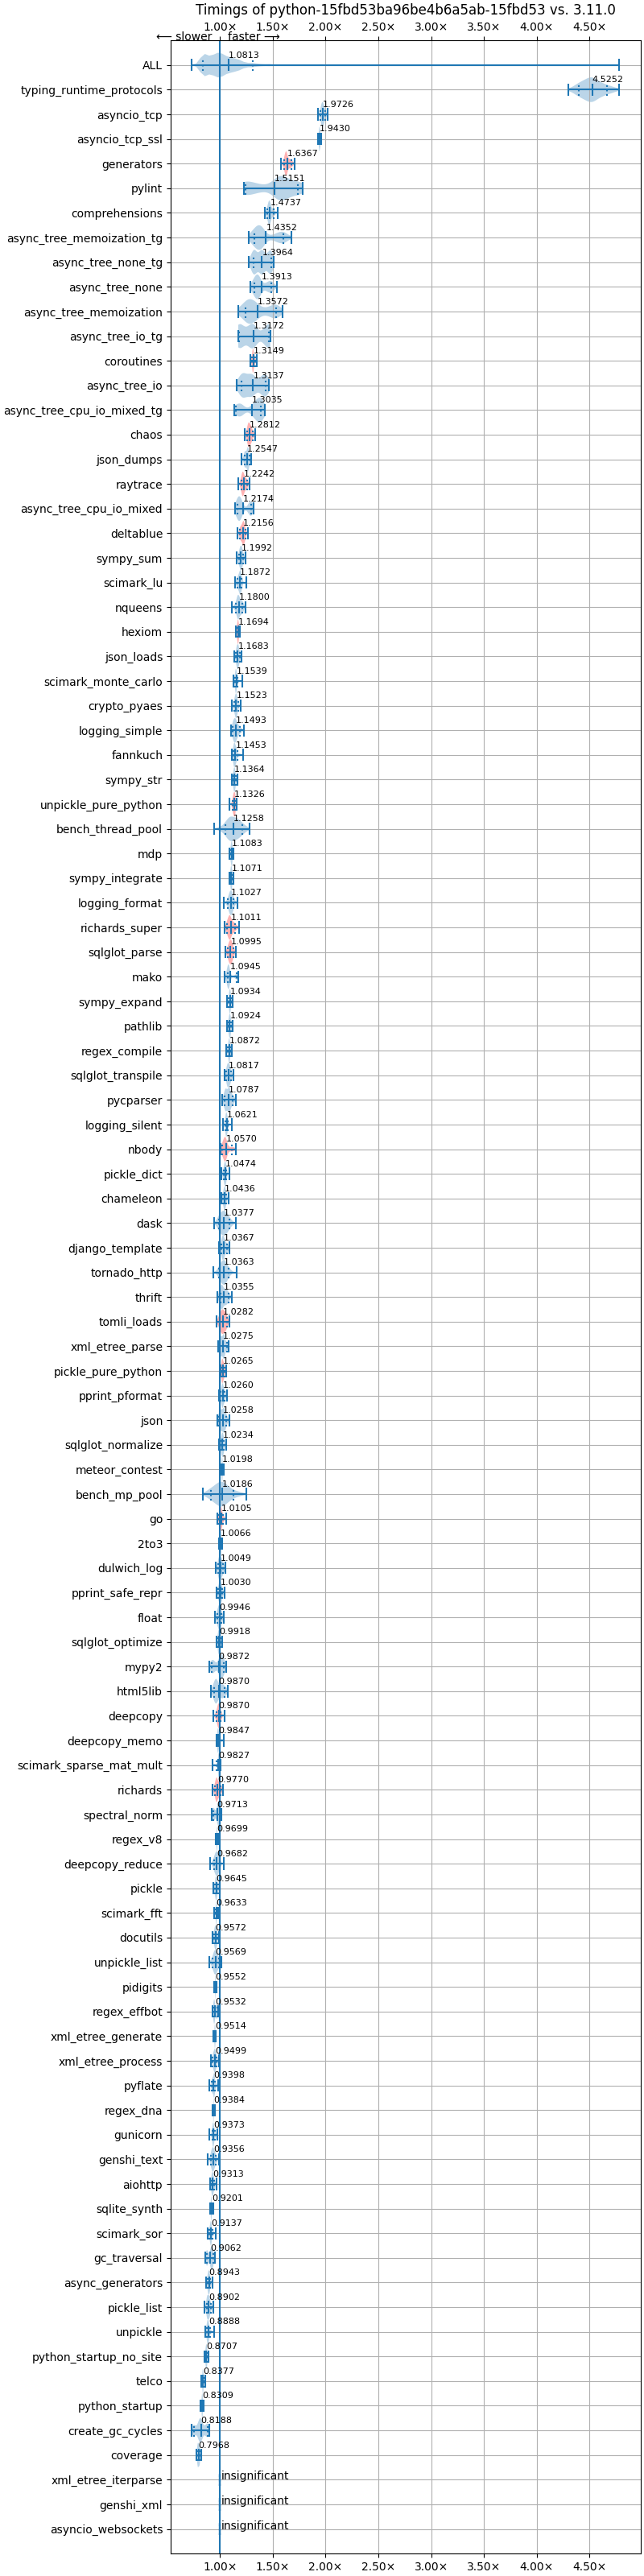 Timings of python-15fbd53ba96be4b6a5ab-15fbd53 vs. 3.11.0
1.00× 1.50× 2.00× 2.50× 3.00× 3.50× 4.00× 4.50×
⟵ slower faster ⟶
ALL 1.0813
typing_runtime_protocols 4.5252
asyncio_tcp 1.9726
asyncio_tcp_ssl 1.9430
generators 1.6367
pylint 1.5151
comprehensions 1.4737
async_tree_memoization_tg 1.4352
async_tree_none_tg 1.3964
async_tree_none 1.3913
async_tree_memoization 1.3572
async_tree_io_tg 1.3172
coroutines 1.3149
async_tree_io 1.3137
async_tree_cpu_io_mixed_tg 1.3035
chaos 1.2812
json_dumps 1.2547
raytrace 1.2242
async_tree_cpu_io_mixed 1.2174
deltablue 1.2156
sympy_sum 1.1992
scimark_lu 1.1872
nqueens 1.1800
hexiom 1.1694
json_loads 1.1683
scimark_monte_carlo 1.1539
crypto_pyaes 1.1523
logging_simple 1.1493
fannkuch 1.1453
sympy_str 1.1364
unpickle_pure_python 1.1326
bench_thread_pool 1.1258
mdp 1.1083
sympy_integrate 1.1071
logging_format 1.1027
richards_super 1.1011
sqlglot_parse 1.0995
mako 1.0945
sympy_expand 1.0934
pathlib 1.0924
regex_compile 1.0872
sqlglot_transpile 1.0817
pycparser 1.0787
logging_silent 1.0621
nbody 1.0570
pickle_dict 1.0474
chameleon 1.0436
dask 1.0377
django_template 1.0367
tornado_http 1.0363
thrift 1.0355
tomli_loads 1.0282
xml_etree_parse 1.0275
pickle_pure_python 1.0265
pprint_pformat 1.0260
json 1.0258
sqlglot_normalize 1.0234
meteor_contest 1.0198
bench_mp_pool 1.0186
go 1.0105
2to3 1.0066
dulwich_log 1.0049
pprint_safe_repr 1.0030
float 0.9946
sqlglot_optimize 0.9918
mypy2 0.9872
html5lib 0.9870
deepcopy 0.9870
deepcopy_memo 0.9847
scimark_sparse_mat_mult 0.9827
richards 0.9770
spectral_norm 0.9713
regex_v8 0.9699
deepcopy_reduce 0.9682
pickle 0.9645
scimark_fft 0.9633
docutils 0.9572
unpickle_list 0.9569
pidigits 0.9552
regex_effbot 0.9532
xml_etree_generate 0.9514
xml_etree_process 0.9499
pyflate 0.9398
regex_dna 0.9384
gunicorn 0.9373
genshi_text 0.9356
aiohttp 0.9313
sqlite_synth 0.9201
scimark_sor 0.9137
gc_traversal 0.9062
async_generators 0.8943
pickle_list 0.8902
unpickle 0.8888
python_startup_no_site 0.8707
telco 0.8377
python_startup 0.8309
create_gc_cycles 0.8188
coverage 0.7968
xml_etree_iterparse insignificant
genshi_xml insignificant
asyncio_websockets insignificant
1.00× 1.50× 2.00× 2.50× 3.00× 3.50× 4.00× 4.50×